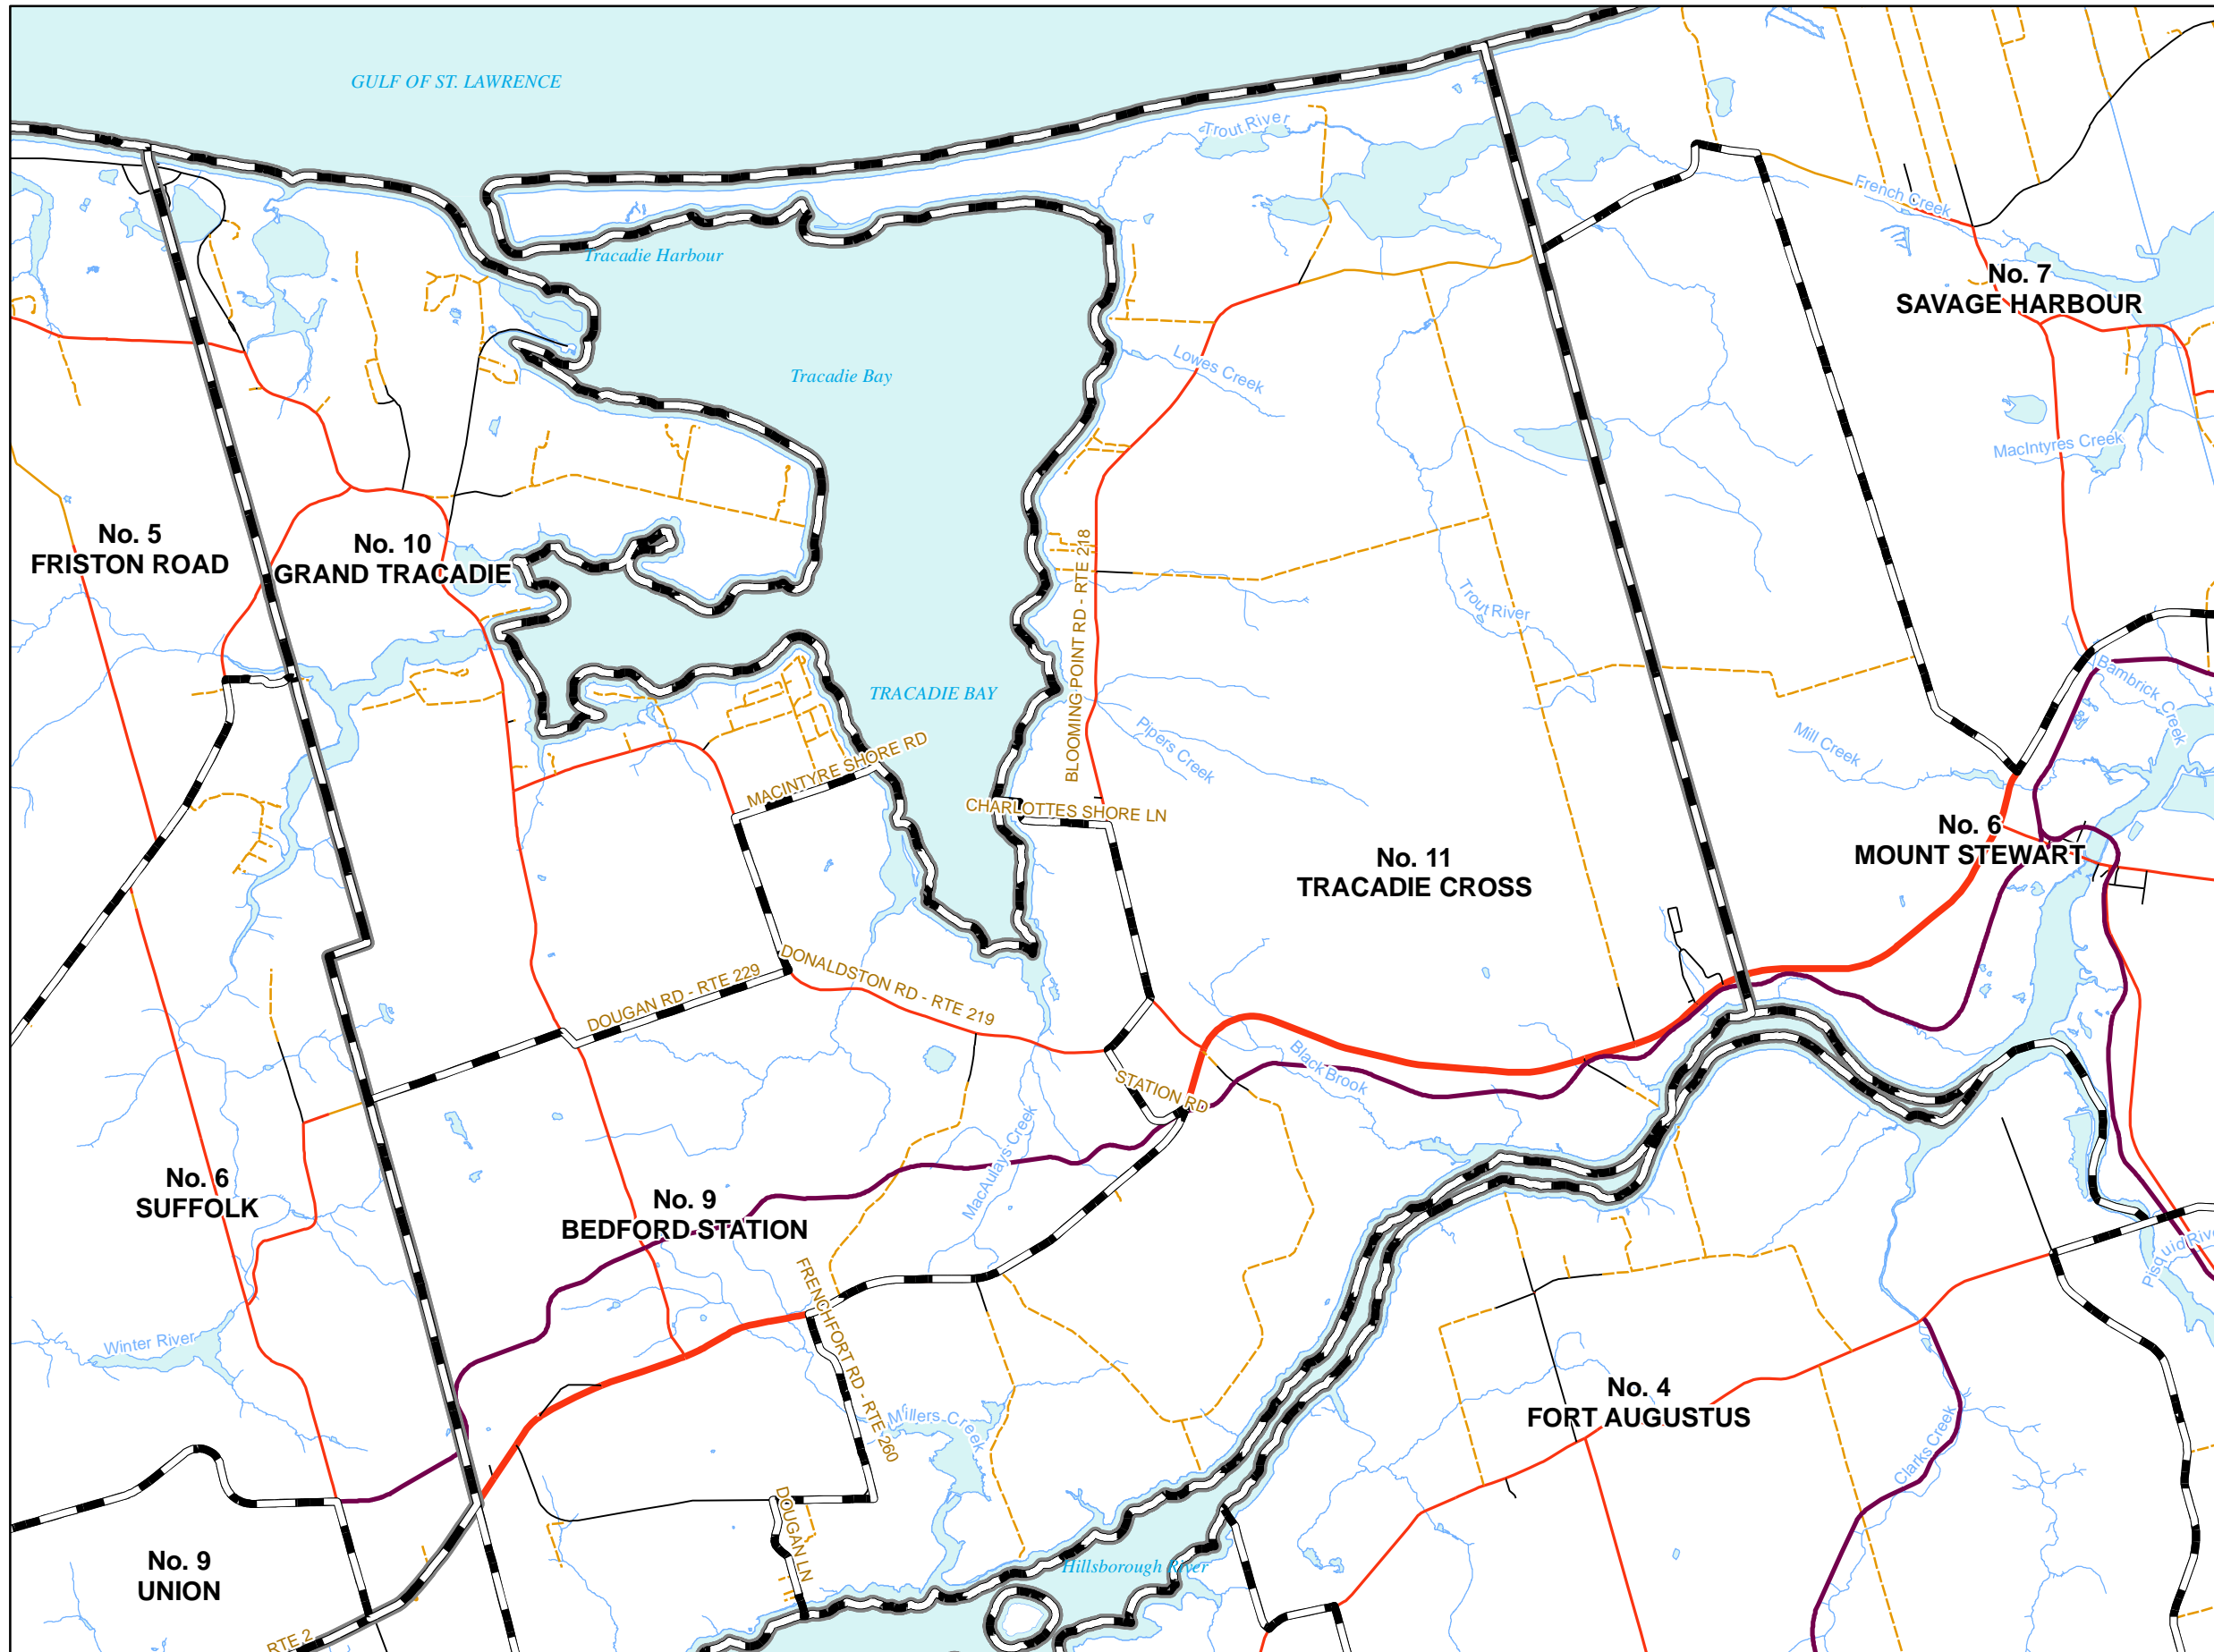 GULF OF ST. LAWRENCE
Trout River
French Creek
Tracadie Harbour
No. 7
SAVAGE HARBOUR
Lowes Creek
Tracadie Bay
MacIntyres Creek
No. 5
FRISTON ROAD
No. 10
GRAND TRACADIE
BLOOMING POINT RD - RTE 218
Trout River
TRACADIE BAY
Bambrick Creek
Pipers Creek
Mill Creek
MACINTYRE SHORE RD
CHARLOTTES SHORE LN
No. 6
MOUNT STEWART
No. 11
TRACADIE CROSS
DONALDSTON RD - RTE 219
DOUGAN RD - RTE 229
Black Brook
STATION RD
MacAulays Creek
No. 6
SUFFOLK
No. 9
BEDFORD STATION
Pisquid Rive
FRENCHFORT RD - RTE 260
Winter River
No. 4
FORT AUGUSTUS
Millers Creek
Clarks Creek
DOUGAN LN
No. 9
UNION
Hillsborough River
RTE 2